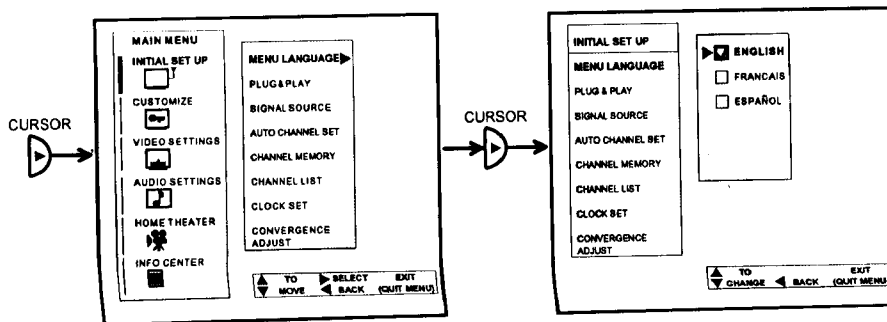 CURSOR
MAIN MENU
INITIAL SET UP
CUSTOMIZE
VIDEO SETTINGS
AUDIO SETTINGS
HOME THEATER
INFO CENTER
MENU LANGUAGE
PLUG&PLAY
SIGNAL SOURCE
AUTO CHANNEL SET
CHANNEL MEMORY
CHANNEL LIST
CLOCK SET
CONVERGENCE
ADJUST
TO SELECT EXIT
MOVE BACK (QUIT MENU)
CURSOR
INITIAL SET UP
MENU LANGUAGE
PLUG & PLAY
SIGNAL SOURCE
AUTO CHANNEL SET
CHANNEL MEMORY
CHANNEL LIST
CLOCK SET
CONVERGENCE
ADJUST
ENGLISH
FRANCAIS
ESPAÑOL
TO EXIT
CHANGE BACK (QUIT MENU)